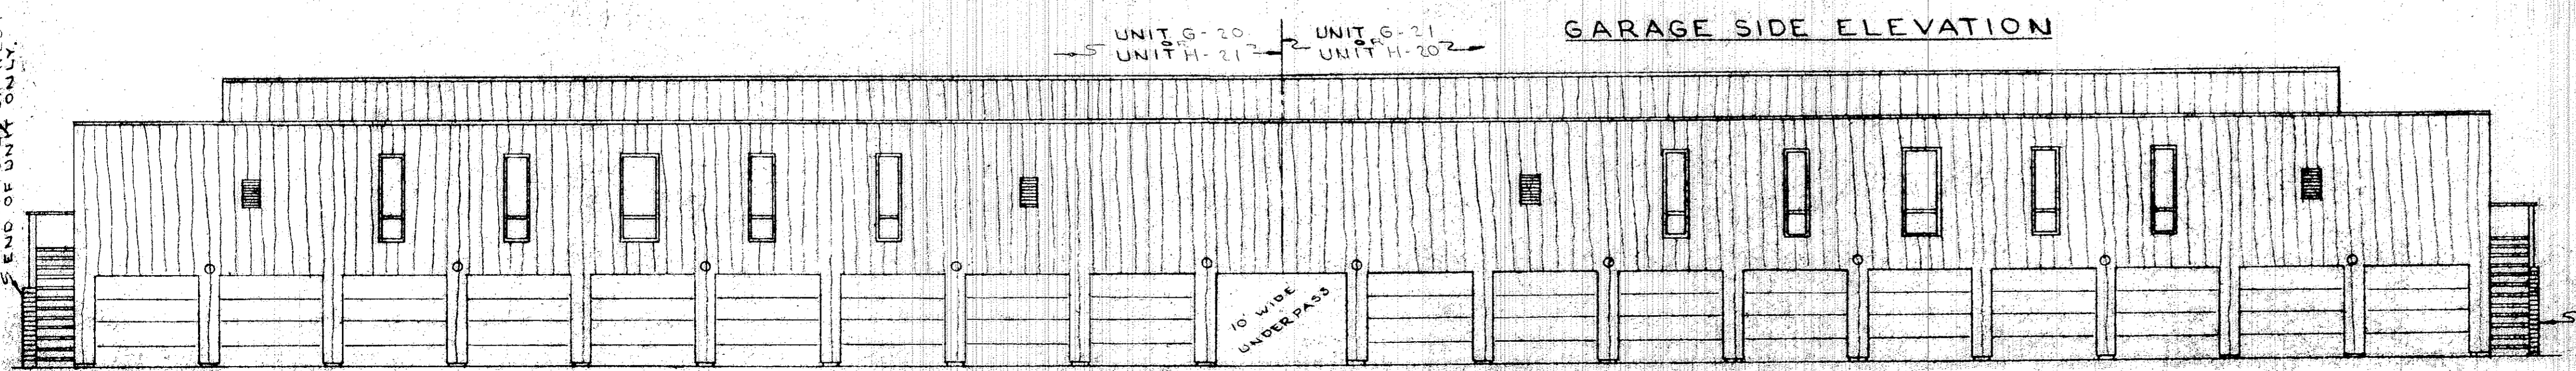 GARAGE SIDE ELEVATION
UNIT G-20
OR
UNIT H-21
UNIT G-21
OR
UNIT H-20
10' WIDE
UNDERPASS
END OF UNIT ONLY.
S